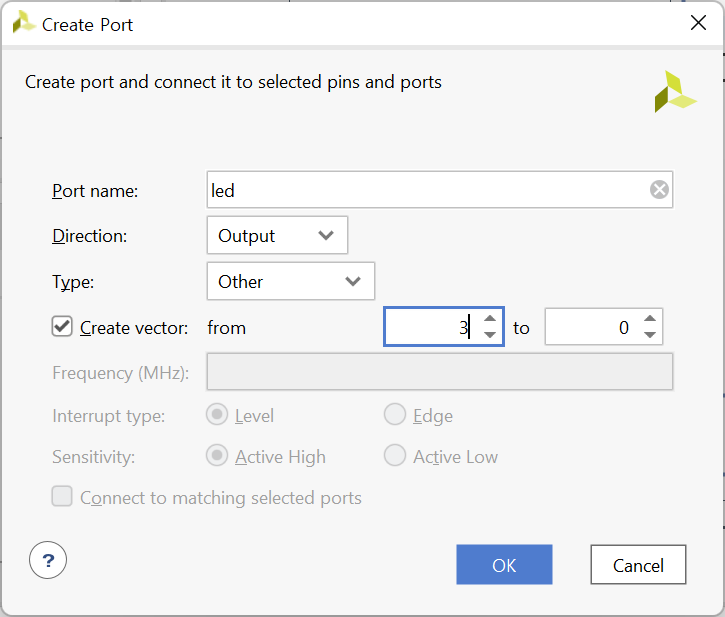 Create Port
Create port and connect it to selected pins and ports
Port name: led
Direction: Output
Type: Other
Create vector: from 3 to 0
Frequency (MHz):
Interrupt type: Level Edge
Sensitivity: Active High Active Low
Connect to matching selected ports
? OK Cancel